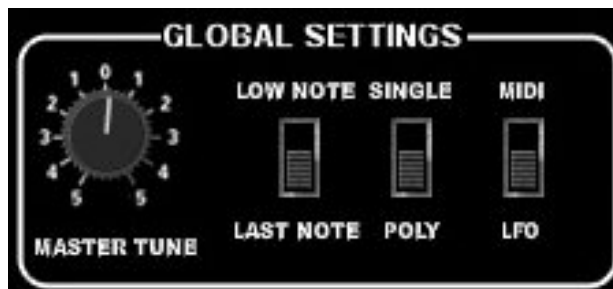 GLOBAL SETTINGS
0
1 1
2 2
3 3
4 4
5 5
LOW NOTE SINGLE MIDI
LAST NOTE POLY LFO
MASTER TUNE